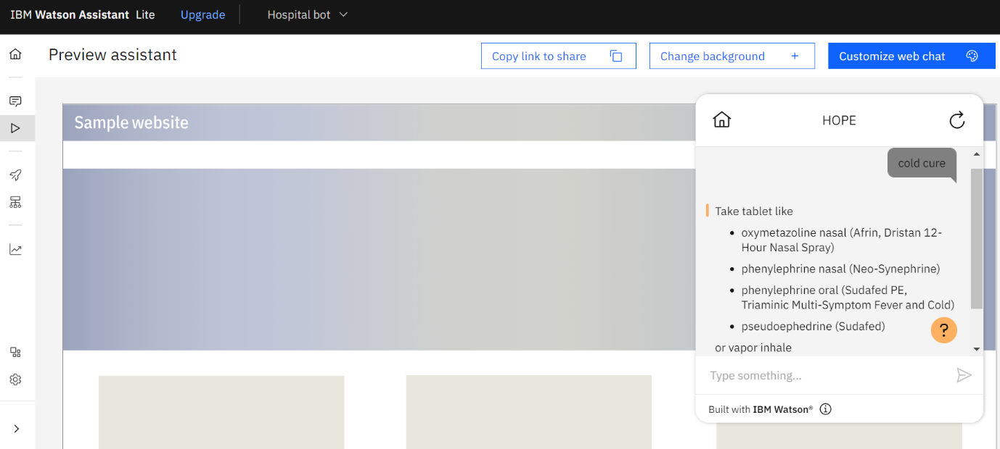 IBM Watson Assistant Lite Upgrade Hospital bot
Preview assistant
Copy link to share
Change background +
Customize web chat
Sample website
HOPE
cold cure
Take tablet like
• oxymetazoline nasal (Afrin, Dristan 12-
Hour Nasal Spray)
• phenylephrine nasal (Neo-Synephrine)
• phenylephrine oral (Sudafed PE,
Triaminic Multi-Symptom Fever and Cold)
• pseudoephedrine (Sudafed)
?
or vapor inhale
Type something...
Built with IBM Watson®